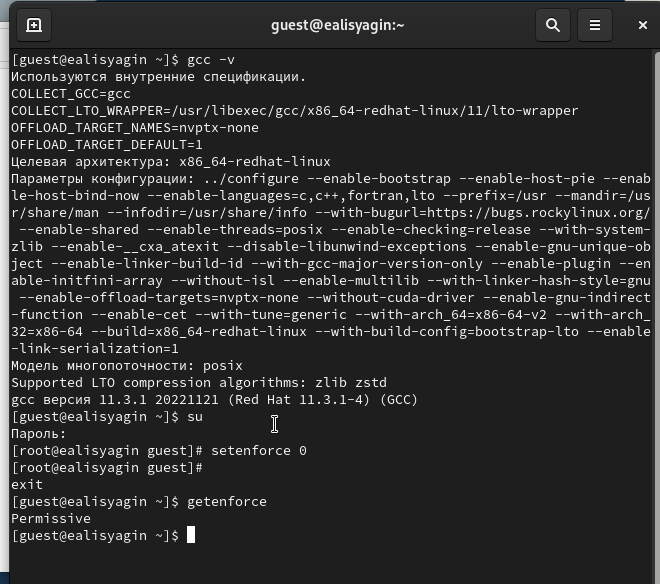 guest@ealisyagin:~
[guest@ealisyagin ~]$ gcc -v
Используются внутренние спецификации.
COLLECT_GCC=gcc
COLLECT_LTO_WRAPPER=/usr/libexec/gcc/x86_64-redhat-linux/11/lto-wrapper
OFFLOAD_TARGET_NAMES=nvptx-none
OFFLOAD_TARGET_DEFAULT=1
Целевая архитектура: x86_64-redhat-linux
Параметры конфигурации: ../configure --enable-bootstrap --enable-host-pie --enab
le-host-bind-now --enable-languages=c,c++,fortran,lto --prefix=/usr --mandir=/us
r/share/man --infodir=/usr/share/info --with-bugurl=https://bugs.rockylinux.org/
 --enable-shared --enable-threads=posix --enable-checking=release --with-system-
zlib --enable-__cxa_atexit --disable-libunwind-exceptions --enable-gnu-unique-ob
ject --enable-linker-build-id --with-gcc-major-version-only --enable-plugin --en
able-initfini-array --without-isl --enable-multilib --with-linker-hash-style=gnu
 --enable-offload-targets=nvptx-none --without-cuda-driver --enable-gnu-indirect
-function --enable-cet --with-tune=generic --with-arch_64=x86-64-v2 --with-arch_
32=x86-64 --build=x86_64-redhat-linux --with-build-config=bootstrap-lto --enable
-link-serialization=1
Модель многопоточности: posix
Supported LTO compression algorithms: zlib zstd
gcc версия 11.3.1 20221121 (Red Hat 11.3.1-4) (GCC)
[guest@ealisyagin ~]$ su
Пароль:
[root@ealisyagin guest]# setenforce 0
[root@ealisyagin guest]#
exit
[guest@ealisyagin ~]$ getenforce
Permissive
[guest@ealisyagin ~]$